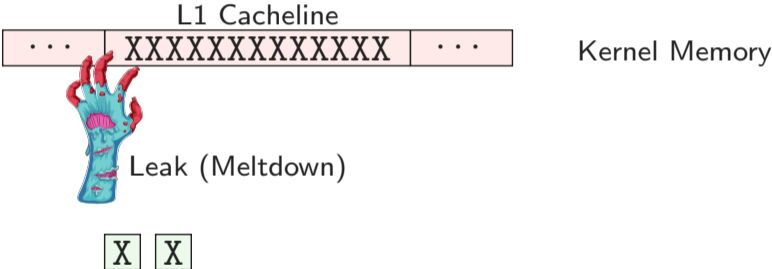 L1 Cacheline
... XXXXXXXXXXXXX ... Kernel Memory
Leak (Meltdown)
X X